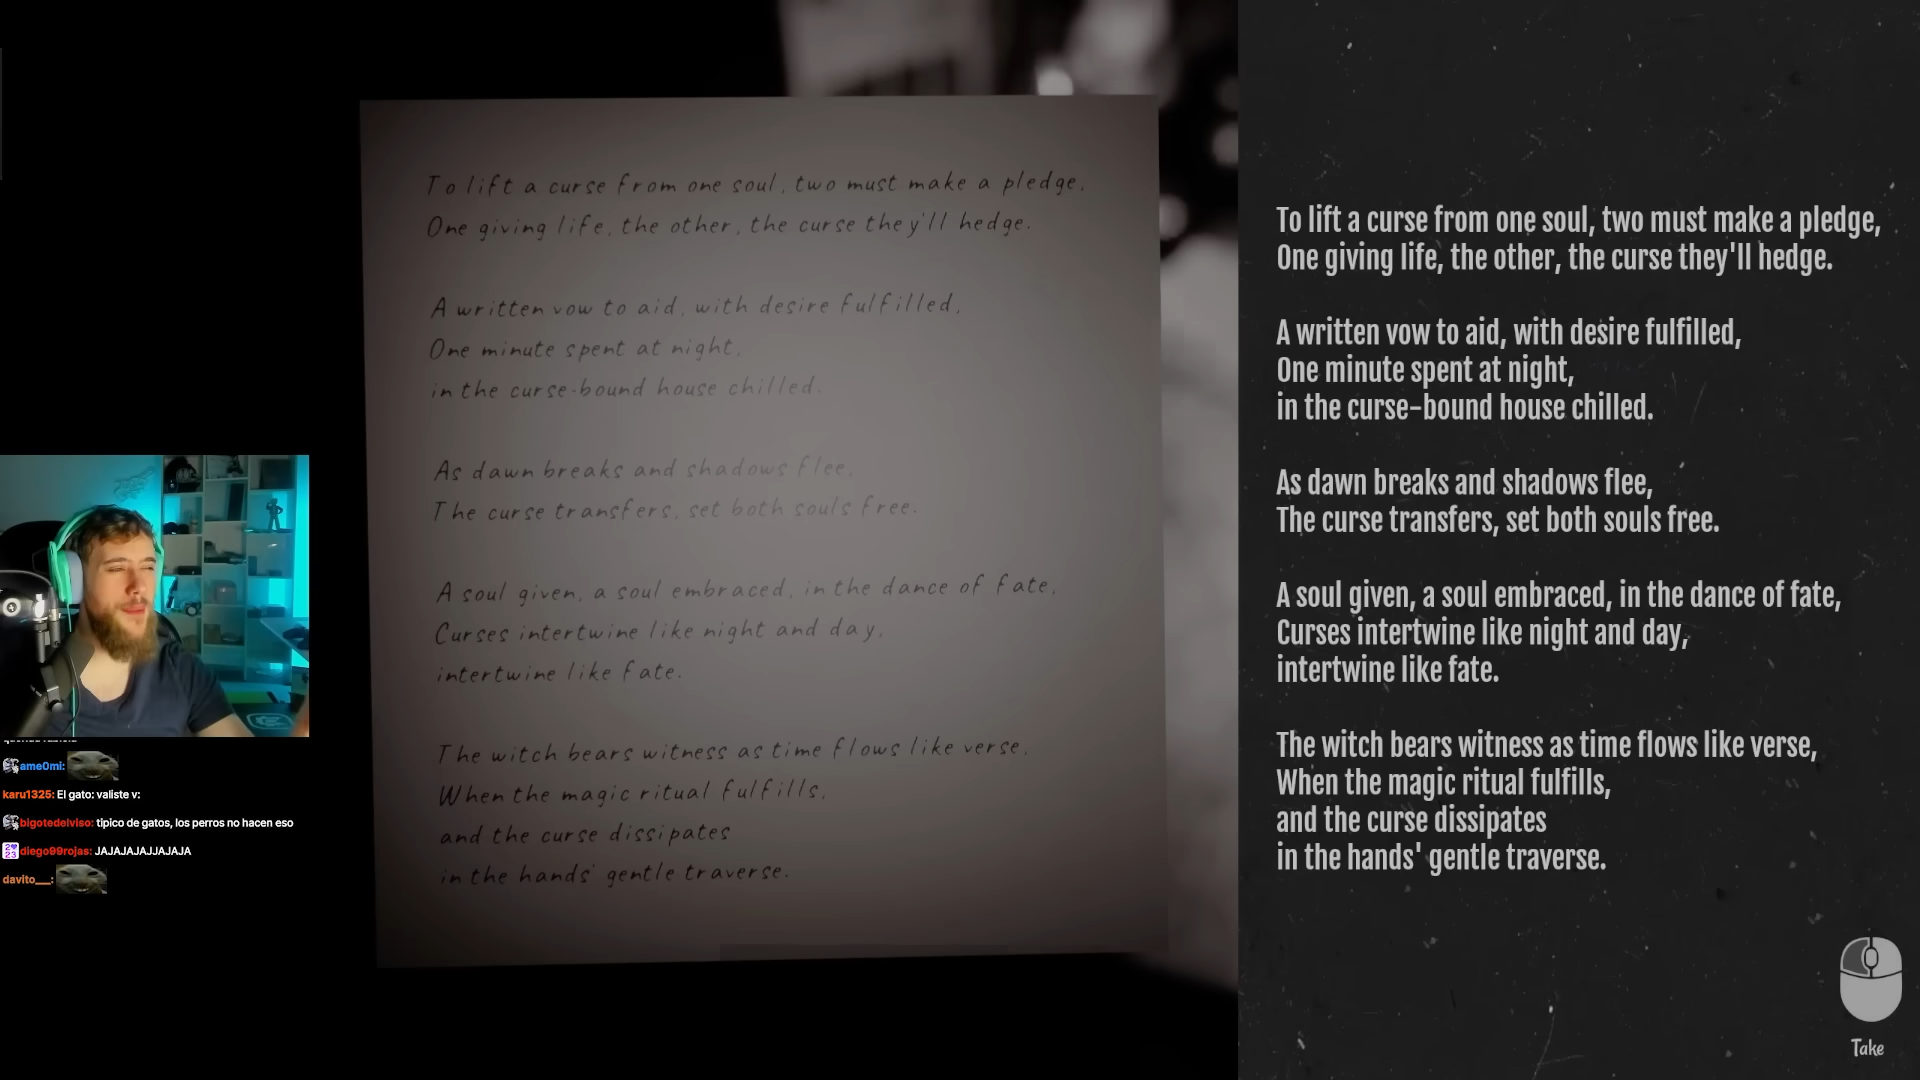 To lift a curse from one soul, two must make a pledge,
One giving life, the other, the curse they'll hedge.
A written vow to aid, with desire fulfilled,
One minute spent at night,
in the curse-bound house chilled.
As dawn breaks and shadows flee,
The curse transfers, set both souls free.
A soul given, a soul embraced, in the dance of fate,
Curses intertwine like night and day,
intertwine like fate.
The witch bears witness as time flows like verse,
When the magic ritual fulfills,
and the curse dissipates
in the hands' gentle traverse.
To lift a curse from one soul, two must make a pledge,
One giving life, the other, the curse they'll hedge.
A written vow to aid, with desire fulfilled,
One minute spent at night,
in the curse-bound house chilled.
As dawn breaks and shadows flee,
The curse transfers, set both souls free.
A soul given, a soul embraced, in the dance of fate,
Curses intertwine like night and day,
intertwine like fate.
The witch bears witness as time flows like verse,
When the magic ritual fulfills,
and the curse dissipates
in the hands' gentle traverse.
Take
ame0mi:
karu1325: El gato: valiste v:
bigotedelviso: tipico de gatos, los perros no hacen eso
diego99rojas: JAJAJAJAJJAJAJA
davito__: